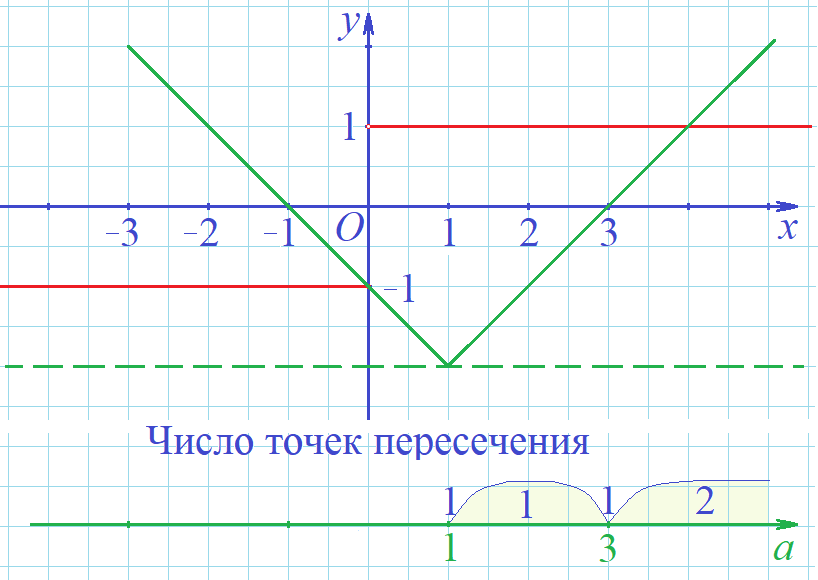 y
1
-3 -2 -1 O 1 2 3 x
-1
Число точек пересечения
1 1 1 2
1 3 a